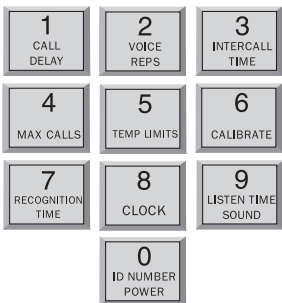 1
CALL
DELAY
2
VOICE
REPS
3
INTERCALL
TIME
4
MAX CALLS
5
TEMP LIMITS
6
CALIBRATE
7
RECOGNITION
TIME
8
CLOCK
9
LISTEN TIME
SOUND
0
ID NUMBER
POWER